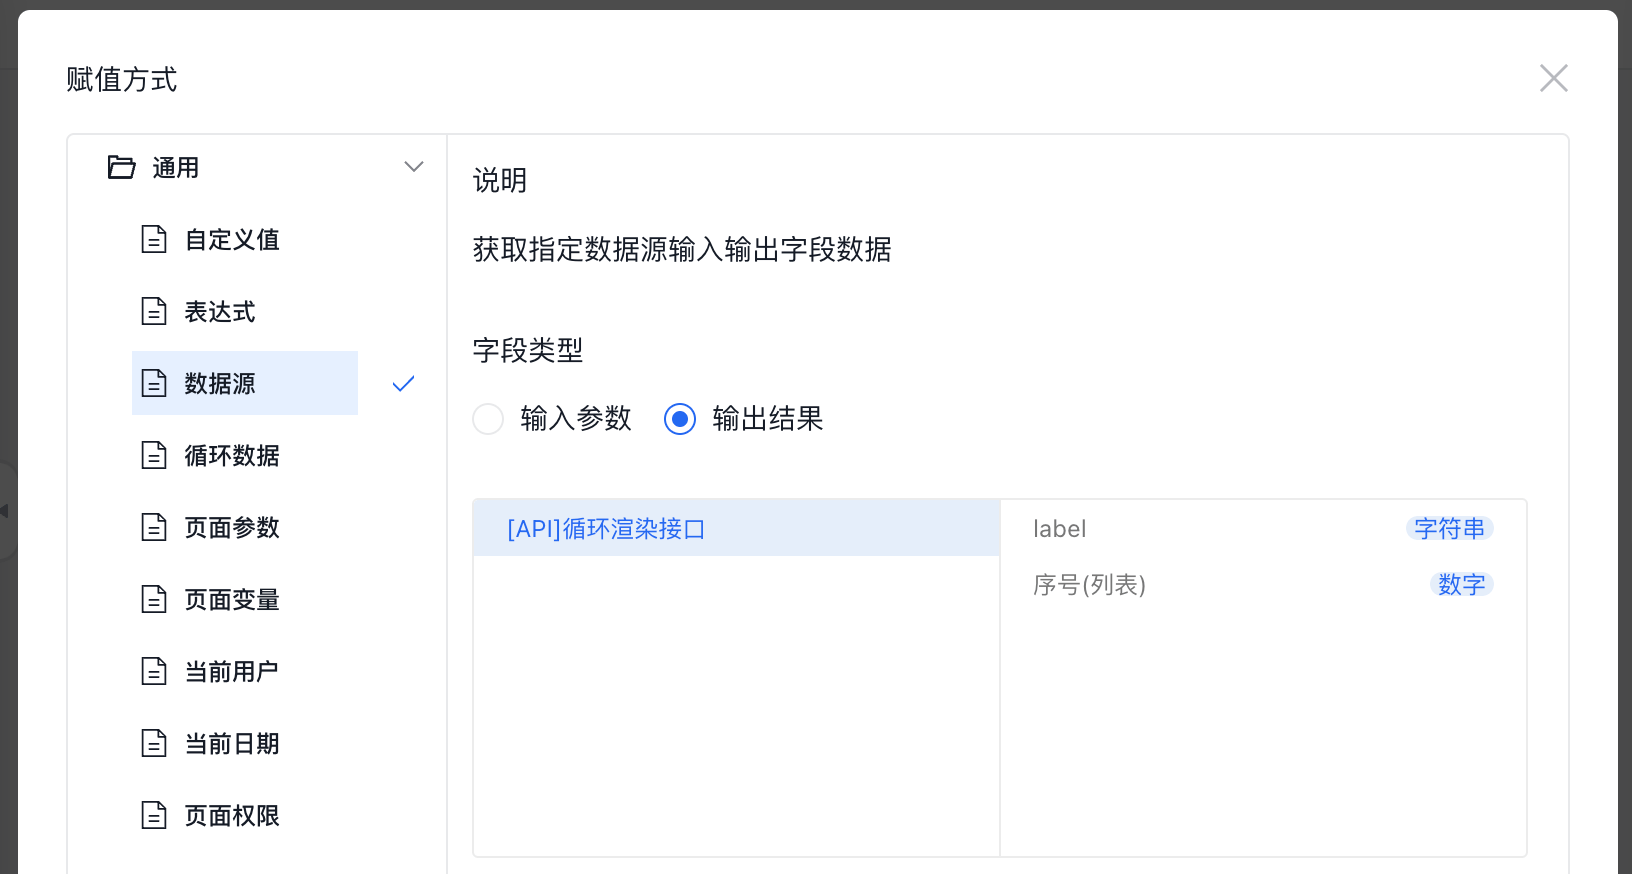 赋值方式
通用
自定义值
表达式
数据源
循环数据
页面参数
页面变量
当前用户
当前日期
页面权限
说明
获取指定数据源输入输出字段数据
字段类型
输入参数 输出结果
[API]循环渲染接口
label 字符串
序号(列表) 数字